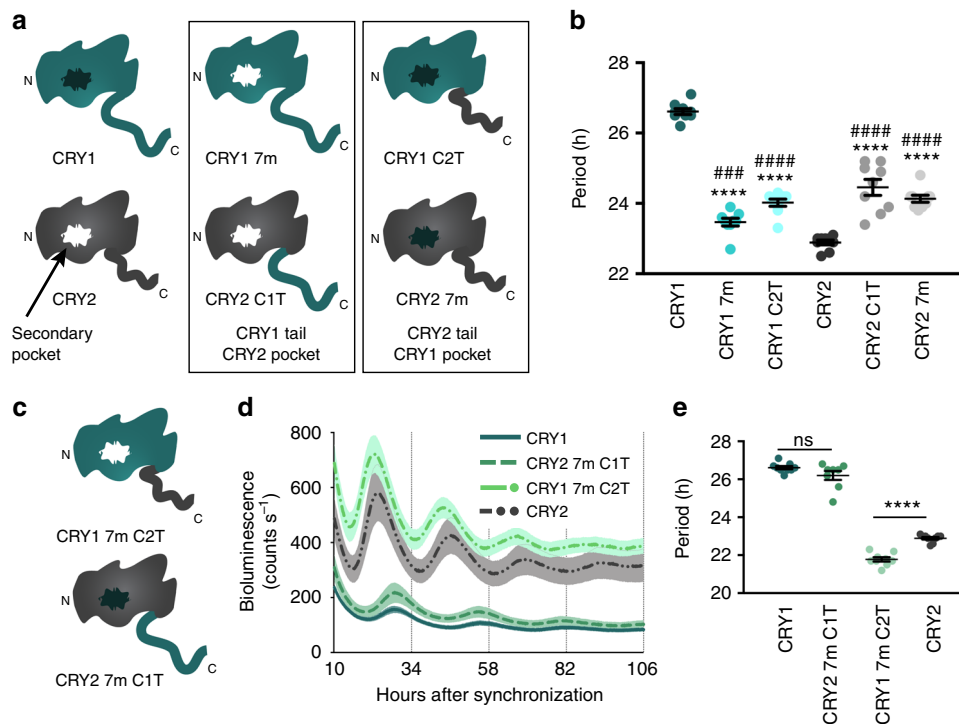 a
N
C
CRY1
N
CRY1 7m
N
C
CRY1 C2T
N
C
CRY2
N
C
CRY2 C1T
N
C
CRY2 7m
Secondary
pocket
CRY1 tail
CRY2 pocket
CRY2 tail
CRY1 pocket
b
Period (h)
26
24
22
###
****
####
****
####
****
####
****
CRY1
CRY1 7m
CRY1 C2T
CRY2
CRY2 C1T
CRY2 7m
c
N
C
CRY1 7m C2T
N
C
CRY2 7m C1T
d
Bioluminescence
(counts s⁻¹)
800
600
400
200
0
10
34
58
82
106
Hours after synchronization
CRY1
CRY2 7m C1T
CRY1 7m C2T
CRY2
e
Period (h)
28
26
24
22
20
ns
****
CRY1
CRY2 7m C1T
CRY1 7m C2T
CRY2